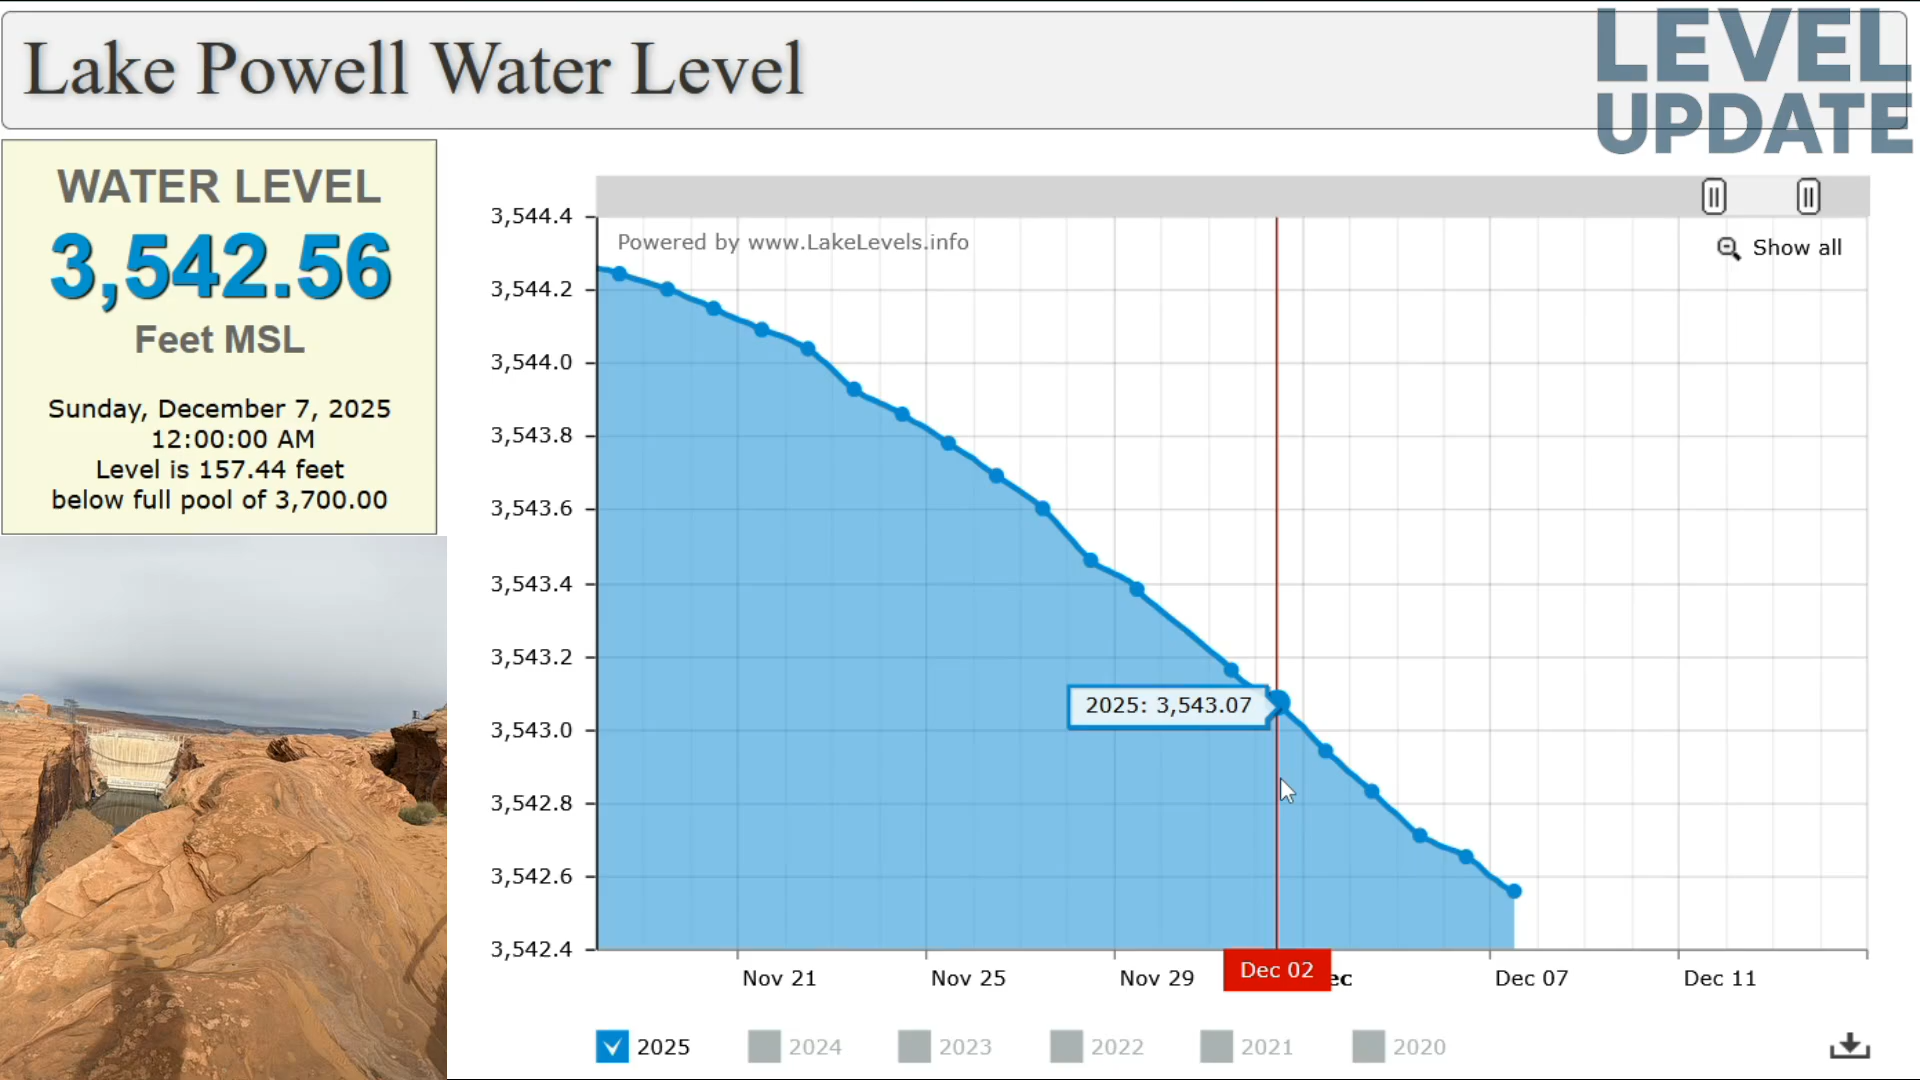 Lake Powell Water Level
LEVEL
UPDATE
WATER LEVEL
3,542.56
Feet MSL
Sunday, December 7, 2025
12:00:00 AM
Level is 157.44 feet
below full pool of 3,700.00
Powered by www.LakeLevels.info
Show all
3,544.4
3,544.2
3,544.0
3,543.8
3,543.6
3,543.4
3,543.2
3,543.0
3,542.8
3,542.6
3,542.4
2025: 3,543.07
Nov 21 Nov 25 Nov 29 Dec 02 ec Dec 07 Dec 11
2025 2024 2023 2022 2021 2020